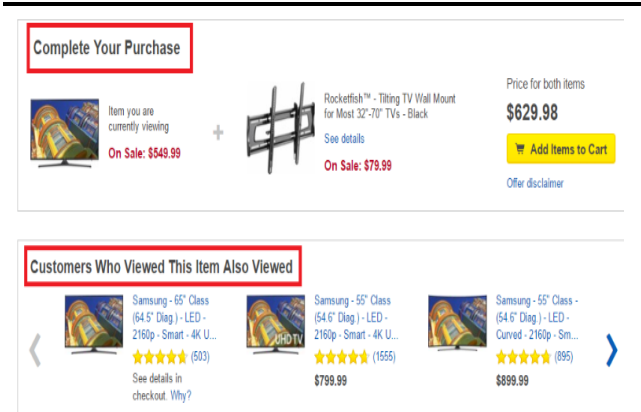 Complete Your Purchase
Item you are
currently viewing
On Sale: $549.99
+
Rocketfish™ - Tilting TV Wall Mount
for Most 32"-70" TVs - Black
See details
On Sale: $79.99
Price for both items
$629.98
Add Items to Cart
Offer disclaimer
Customers Who Viewed This Item Also Viewed
Samsung - 65" Class
(64.5" Diag.) - LED -
2160p - Smart - 4K U...
(503)
See details in
checkout. Why?
UHD TV
Samsung - 55" Class
(54.6" Diag.) - LED -
2160p - Smart - 4K U...
(1555)
$799.99
Samsung - 55" Class -
(54.6" Diag.) - LED -
Curved - 2160p - Sm...
(895)
$899.99